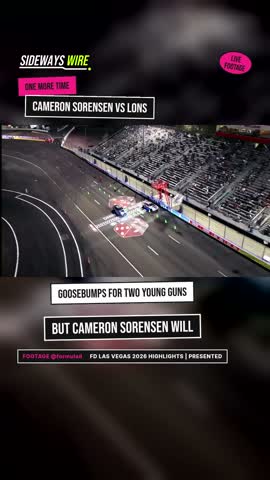 SIDEWAYS WIRE.
LIVE
FOOTAGE
ONE MORE TIME
CAMERON SORENSEN VS LONS
GOOSEBUMPS FOR TWO YOUNG GUNS
BUT CAMERON SORENSEN WILL
FOOTAGE @formulad FD LAS VEGAS 2026 HIGHLIGHTS | PRESENTED